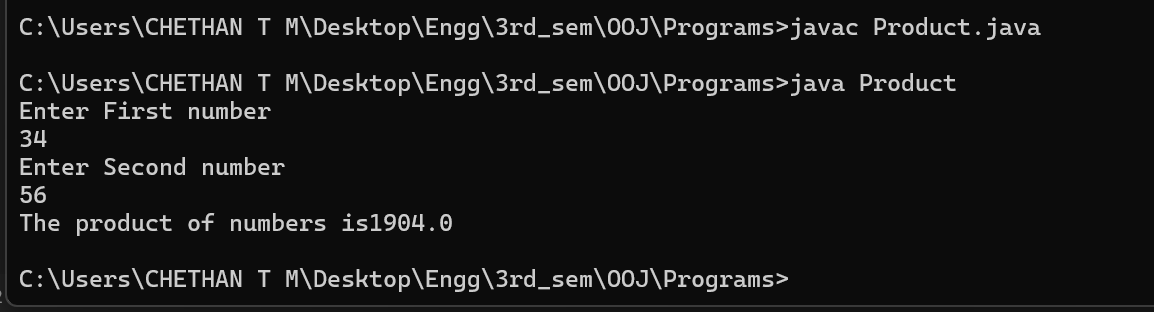 C:\Users\CHETHAN T M\Desktop\Engg\3rd_sem\OOJ\Programs>javac Product.java
C:\Users\CHETHAN T M\Desktop\Engg\3rd_sem\OOJ\Programs>java Product
Enter First number
34
Enter Second number
56
The product of numbers is1904.0
C:\Users\CHETHAN T M\Desktop\Engg\3rd_sem\OOJ\Programs>